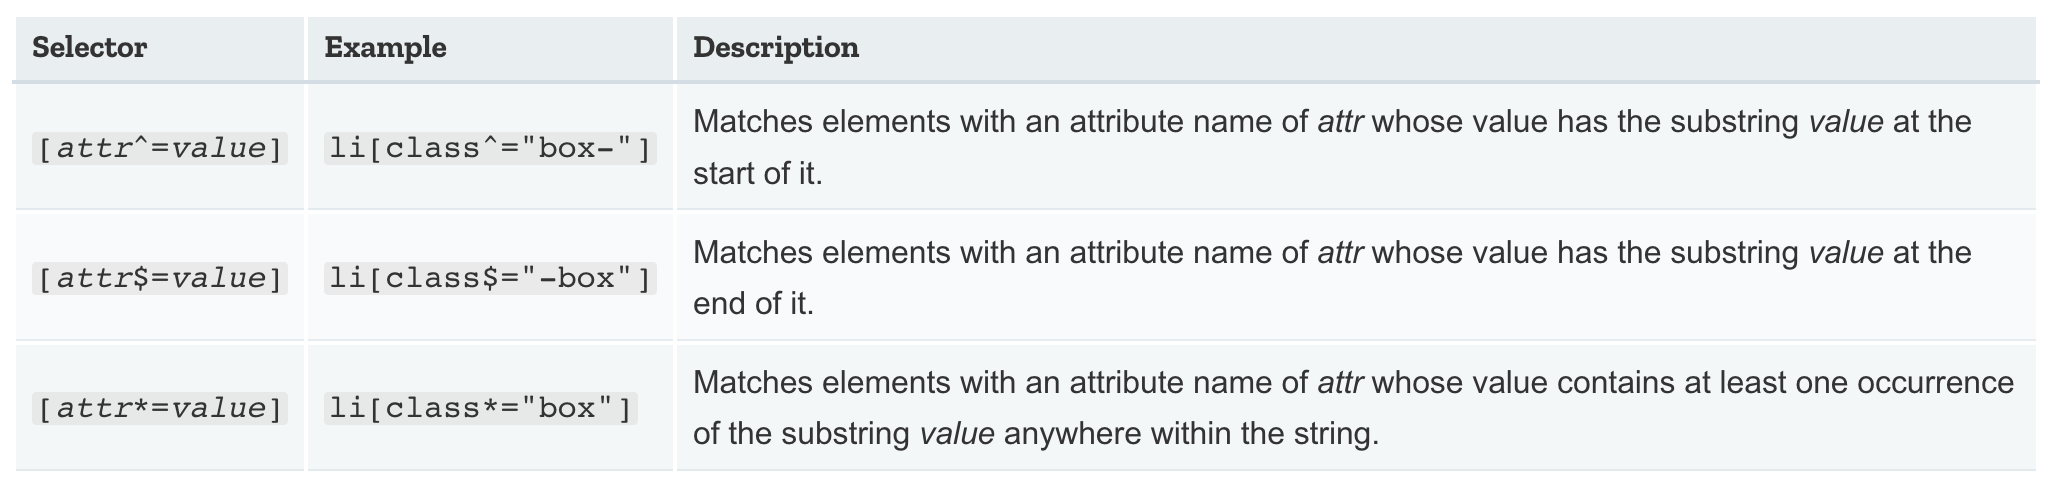 Selector Example Description
[attr^=value] li[class^="box-"] Matches elements with an attribute name of attr whose value has the substring value at the
start of it.
[attr$=value] li[class$="-box"] Matches elements with an attribute name of attr whose value has the substring value at the
end of it.
[attr*=value] li[class*="box"] Matches elements with an attribute name of attr whose value contains at least one occurrence
of the substring value anywhere within the string.